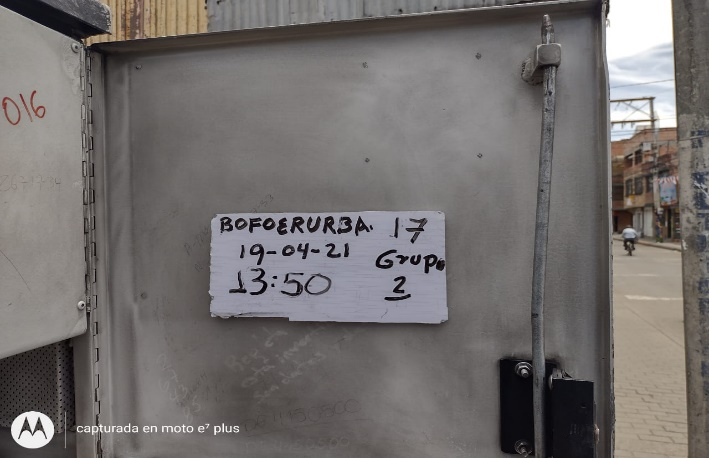 016
BOFOERURBA. 17
19-04-21 Grupo
13:50 2
capturada en moto e⁷ plus